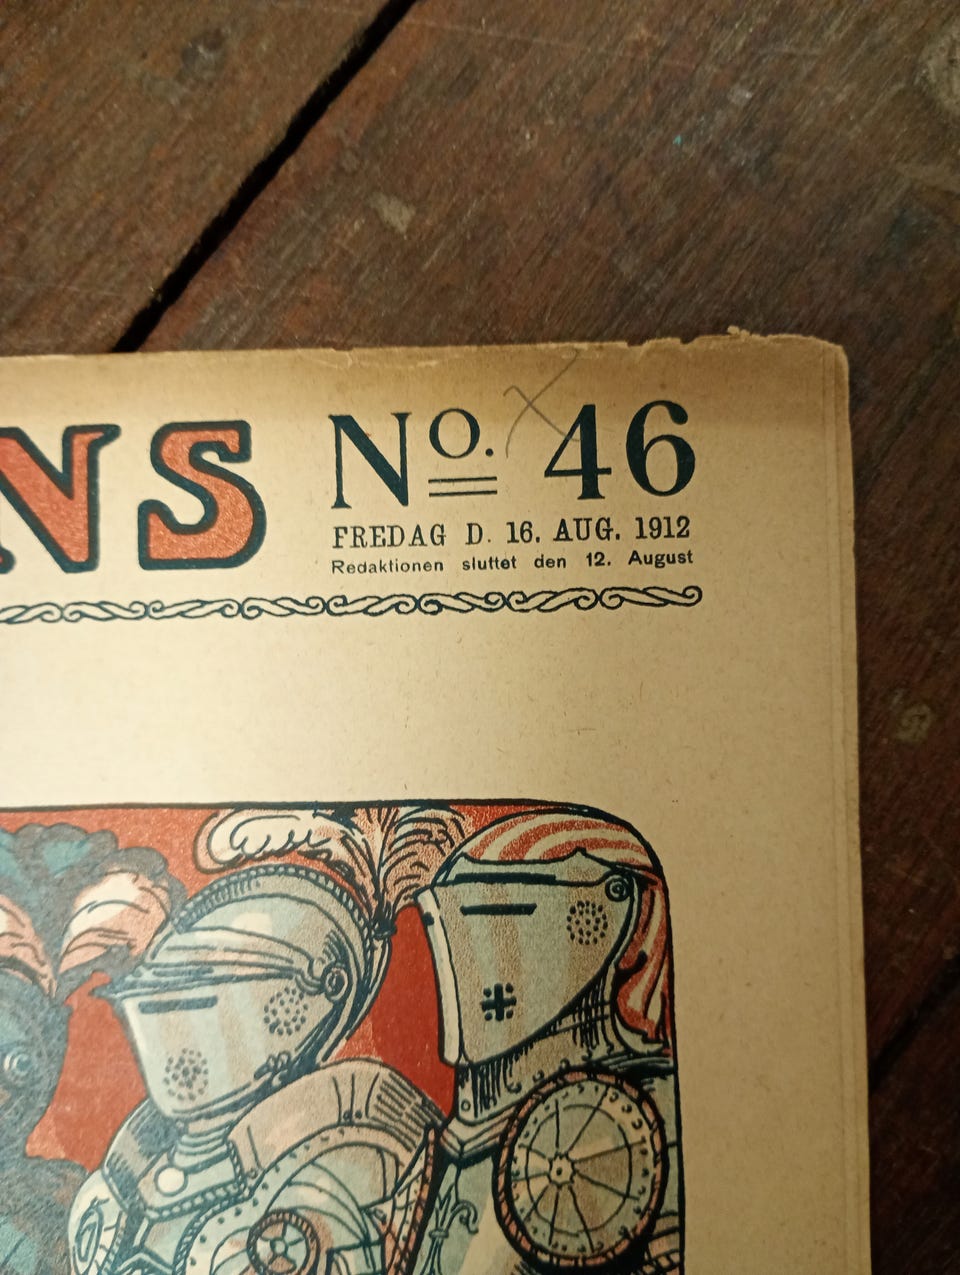 NS No. 46
FREDAG D. 16. AUG. 1912
Redaktionen sluttet den 12. August